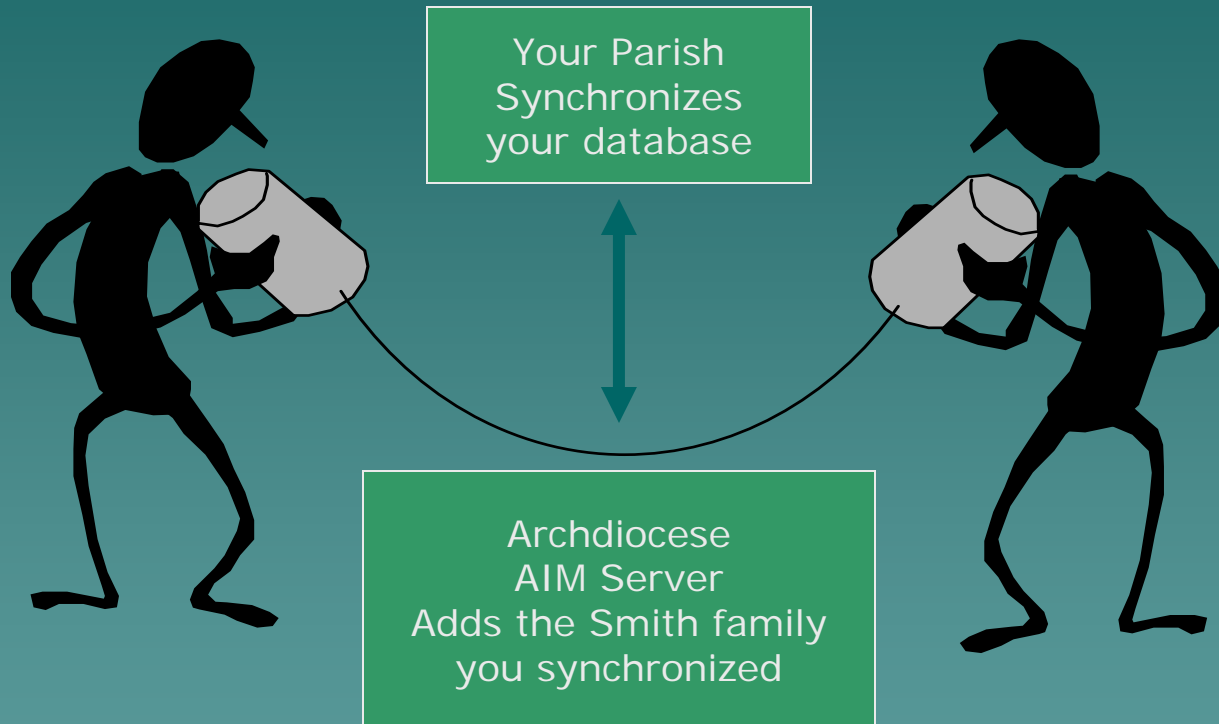 Your Parish
Synchronizes
your database
Archdiocese
AIM Server
Adds the Smith family
you synchronized